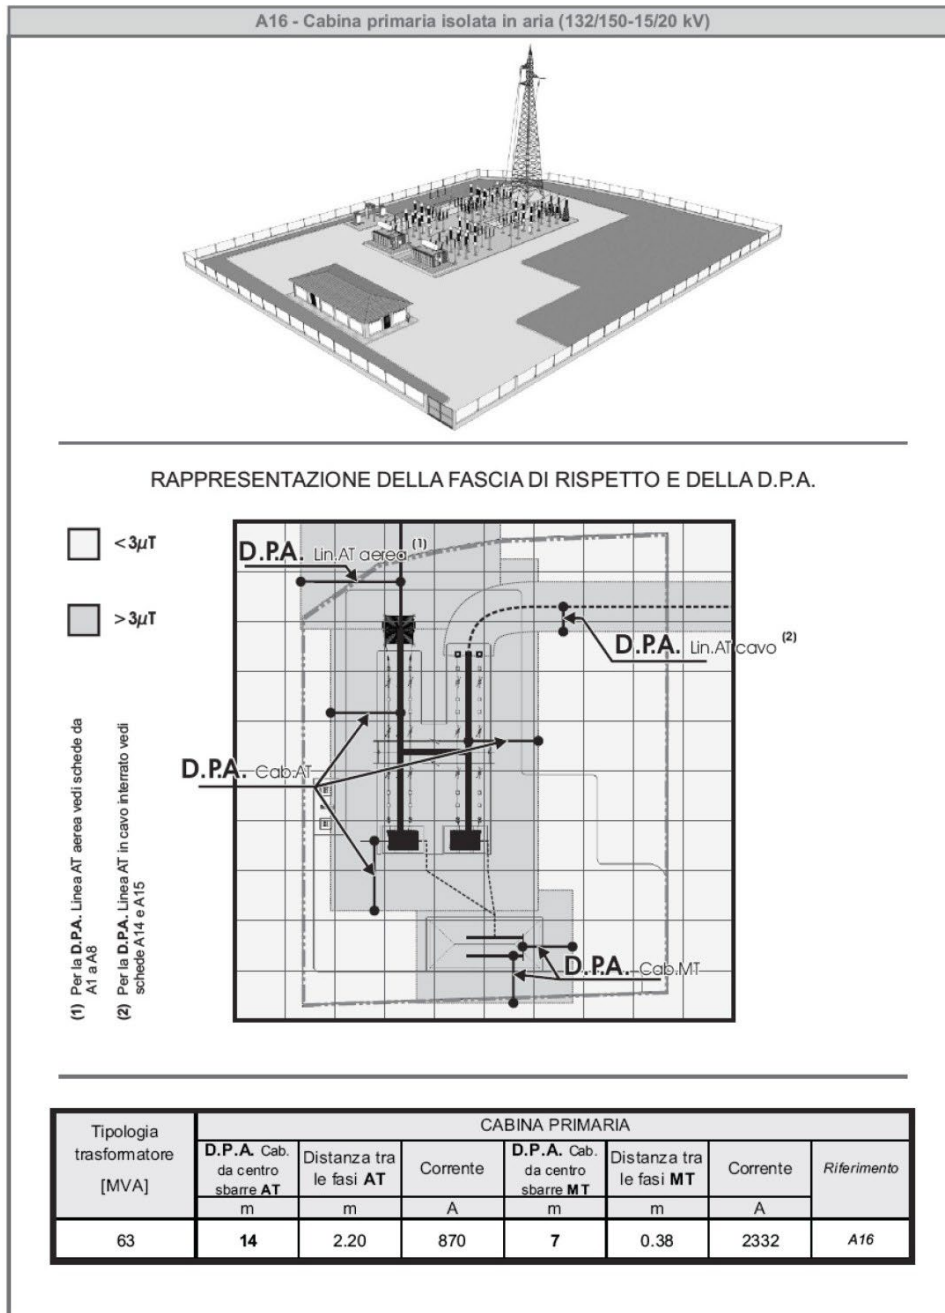 A16 - Cabina primaria isolata in aria (132/150-15/20 kV)
RAPPRESENTAZIONE DELLA FASCIA DI RISPETTO E DELLA D.P.A.
<3µT
>3µT
D.P.A. Lin.AT aerea (1)
D.P.A. Lin.AT cavo (2)
D.P.A. Cab.AT
D.P.A. Cab.MT
(1) Per la D.P.A. Linea AT aerea vedi schede da
A1 a A8
(2) Per la D.P.A. Linea AT in cavo interrato vedi
schede A14 e A15
Tipologia
trasformatore
[MVA]
CABINA PRIMARIA
D.P.A. Cab.
da centro
sbarre AT
Distanza tra
le fasi AT
Corrente
D.P.A. Cab.
da centro
sbarre MT
Distanza tra
le fasi MT
Corrente
Riferimento
m m A m m A
63 14 2.20 870 7 0.38 2332 A16